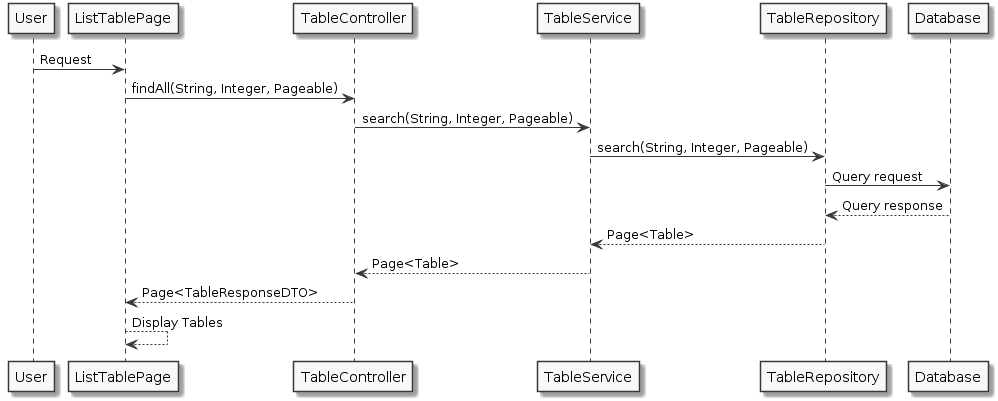 User
ListTablePage
TableController
TableService
TableRepository
Database
Request
findAll(String, Integer, Pageable)
search(String, Integer, Pageable)
search(String, Integer, Pageable)
Query request
Query response
Page<Table>
Page<Table>
Page<TableResponseDTO>
Display Tables
User
ListTablePage
TableController
TableService
TableRepository
Database